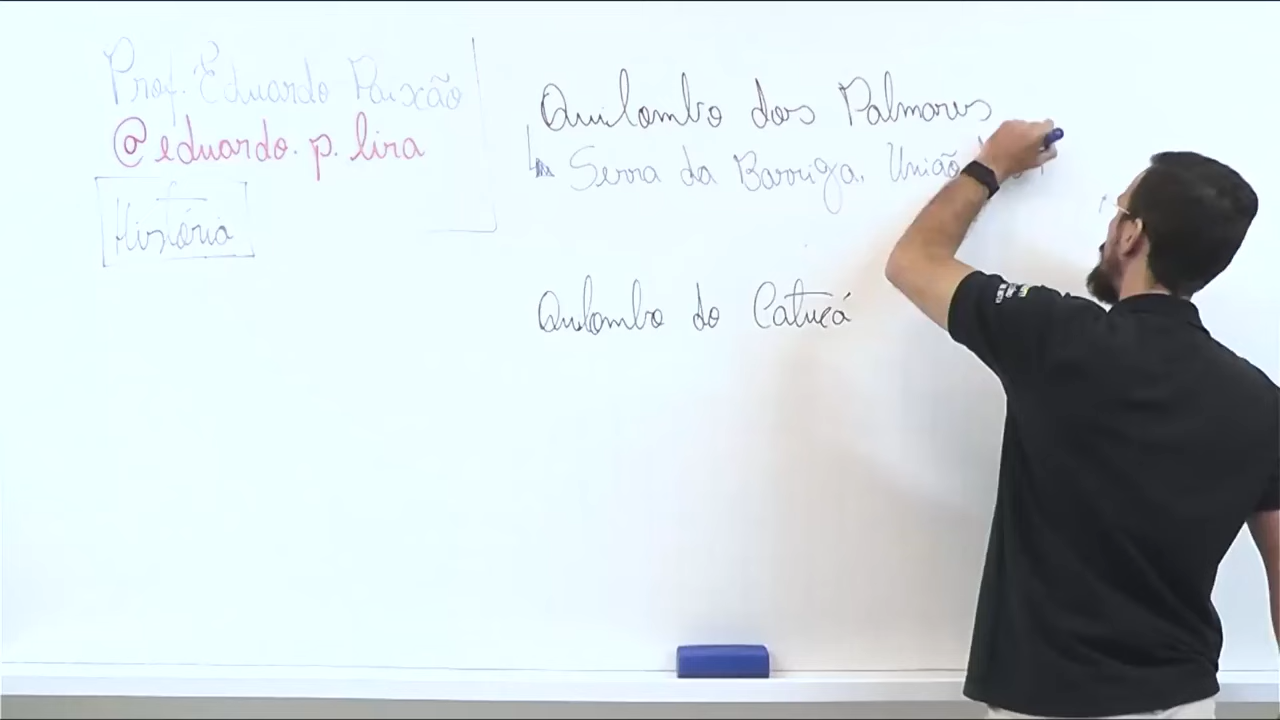 Prof. Eduardo Paixão
@eduardo.p.lira
História
Quilombo dos Palmares
Serra da Barriga, União
Quilombo do Catucá